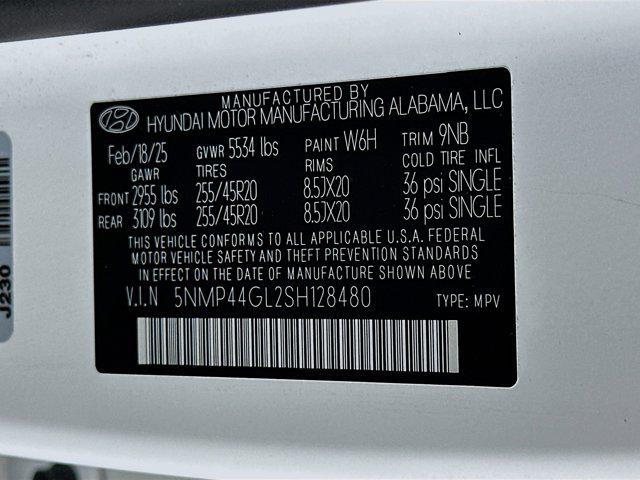 MANUFACTURED BY
HYUNDAI MOTOR MANUFACTURING ALABAMA, LLC
Feb/18/25 GVWR 5534 lbs PAINT W6H TRIM 9NB
GAWR TIRES RIMS COLD TIRE INFL
FRONT 2955 lbs 255/45R20 8.5JX20 36 psi SINGLE
REAR 3109 lbs 255/45R20 8.5JX20 36 psi SINGLE
THIS VEHICLE CONFORMS TO ALL APPLICABLE U.S.A. FEDERAL
MOTOR VEHICLE SAFETY AND THEFT PREVENTION STANDARDS
IN EFFECT ON THE DATE OF MANUFACTURE SHOWN ABOVE
V.I.N 5NMP44GL2SH128480 TYPE: MPV
J230